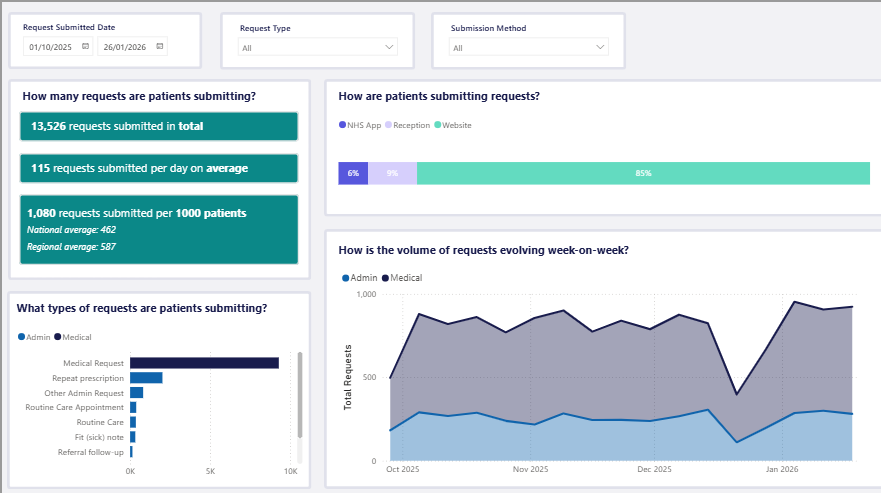 Request Submitted Date
01/10/2025 26/01/2026
Request Type
All
Submission Method
All
How many requests are patients submitting?
13,526 requests submitted in total
115 requests submitted per day on average
1,080 requests submitted per 1000 patients
National average: 462
Regional average: 587
How are patients submitting requests?
NHS App Reception Website
6% 9% 85%
What types of requests are patients submitting?
Admin Medical
Medical Request
Repeat prescription
Other Admin Request
Routine Care Appointment
Routine Care
Fit (sick) note
Referral follow-up
0K 5K 10K
How is the volume of requests evolving week-on-week?
Admin Medical
Total Requests
1,000
500
0
Oct 2025 Nov 2025 Dec 2025 Jan 2026